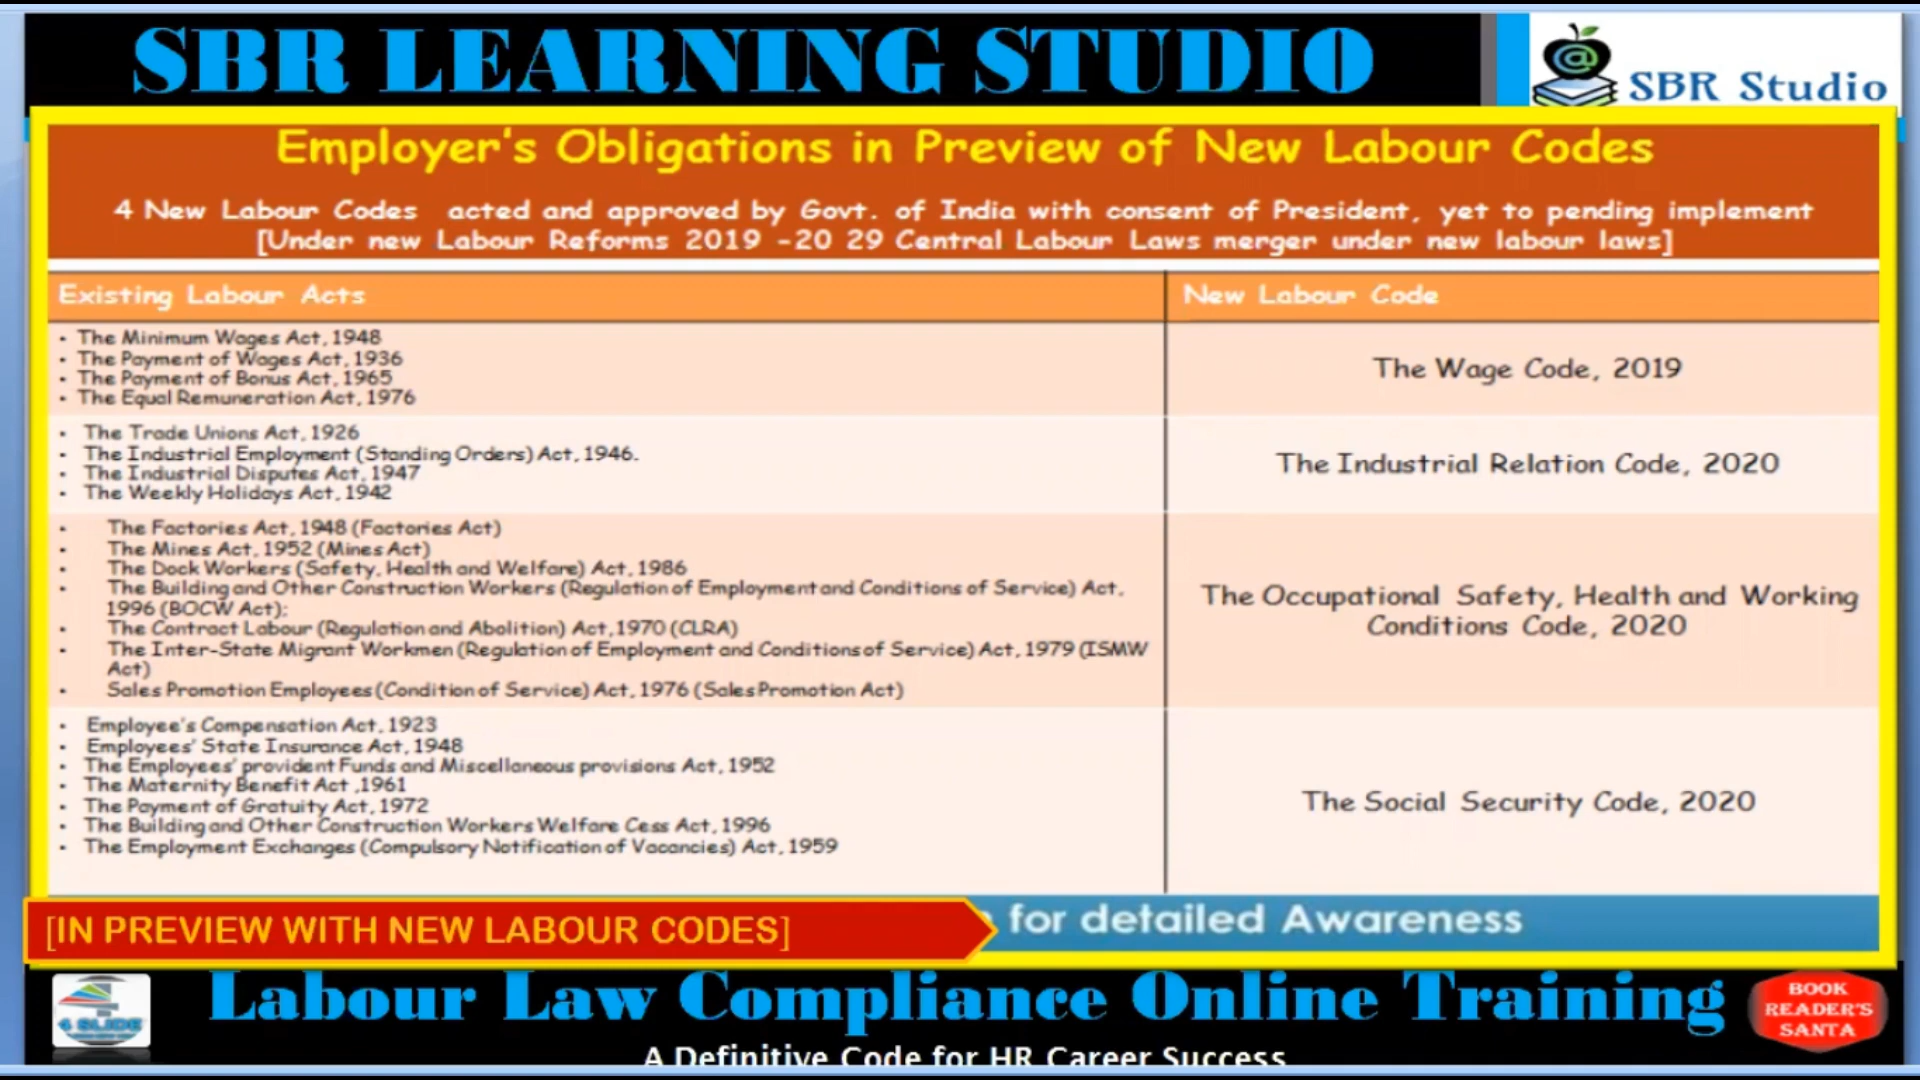 SBR LEARNING STUDIO
SBR Studio
Employer's Obligations in Preview of New Labour Codes
4 New Labour Codes acted and approved by Govt. of India with consent of President, yet to pending implement
[Under new Labour Reforms 2019 -20 29 Central Labour Laws merger under new labour laws]
Existing Labour Acts
New Labour Code
• The Minimum Wages Act, 1948
• The Payment of Wages Act, 1936
• The Payment of Bonus Act, 1965
• The Equal Remuneration Act, 1976
The Wage Code, 2019
• The Trade Unions Act, 1926
• The Industrial Employment (Standing Orders) Act, 1946.
• The Industrial Disputes Act, 1947
• The Weekly Holidays Act, 1942
The Industrial Relation Code, 2020
• The Factories Act, 1948 (Factories Act)
• The Mines Act, 1952 (Mines Act)
• The Dock Workers (Safety, Health and Welfare) Act, 1986
• The Building and Other Construction Workers (Regulation of Employment and Conditions of Service) Act,
1996 (BOCW Act);
• The Contract Labour (Regulation and Abolition) Act, 1970 (CLRA)
• The Inter-State Migrant Workmen (Regulation of Employment and Conditions of Service) Act, 1979 (ISMW
Act)
• Sales Promotion Employees (Condition of Service) Act, 1976 (Sales Promotion Act)
The Occupational Safety, Health and Working
Conditions Code, 2020
• Employee's Compensation Act, 1923
• Employees' State Insurance Act, 1948
• The Employees' provident Funds and Miscellaneous provisions Act, 1952
• The Maternity Benefit Act ,1961
• The Payment of Gratuity Act, 1972
• The Building and Other Construction Workers Welfare Cess Act, 1996
• The Employment Exchanges (Compulsory Notification of Vacancies) Act, 1959
The Social Security Code, 2020
[IN PREVIEW WITH NEW LABOUR CODES]
for detailed Awareness
4 SLIDE
Labour Law Compliance Online Training
BOOK
READER'S
SANTA
A Definitive Code for HR Career Success